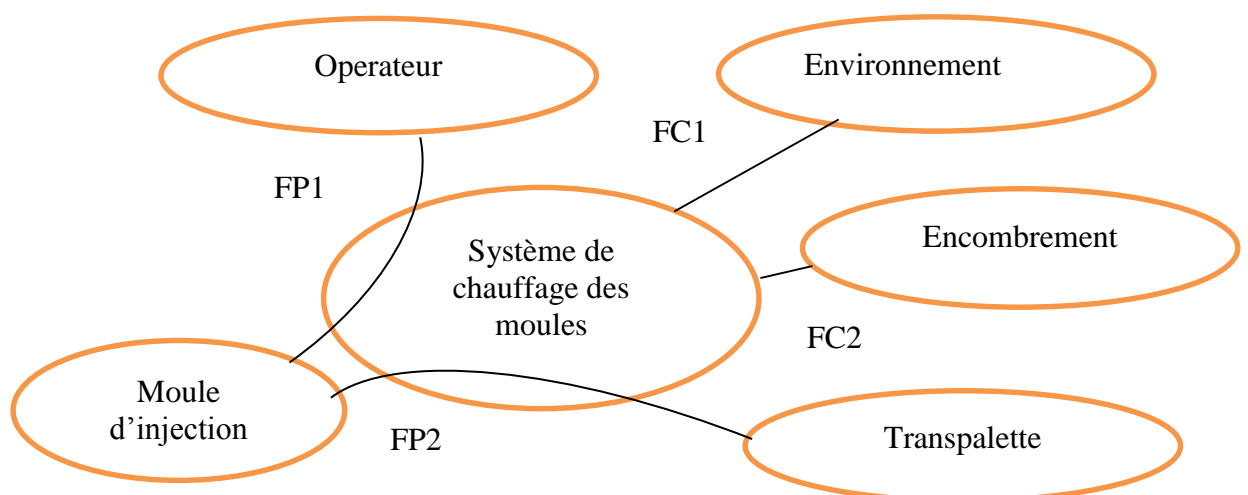 Operateur
Environnement
FC1
FP1
Encombrement
Système de
chauffage des
moules
FC2
Moule
d’injection
FP2
Transpalette